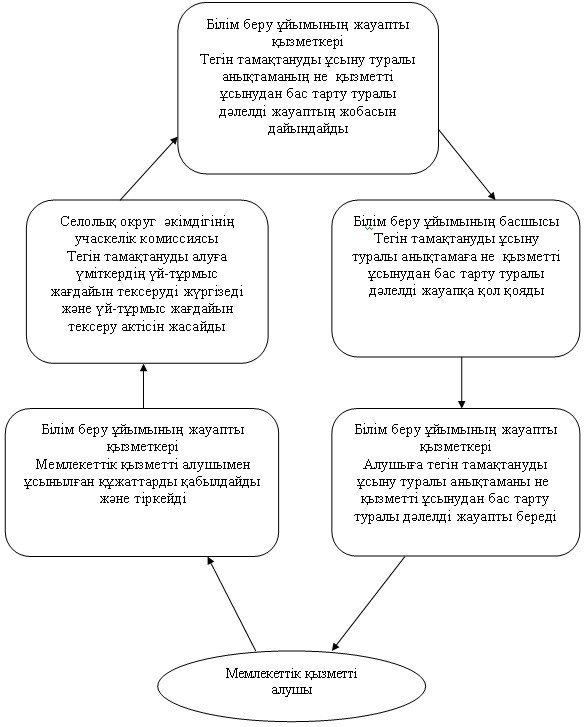 Білім беру ұйымының жауапты
қызметкері
Тегін тамақтануды ұсыну туралы
анықтаманың не қызметті
ұсынудан бас тарту туралы
дәлелді жауаптың жобасын
дайындайды
Селолық округ әкімдігінің
учаскелік комиссиясы
Тегін тамақтануды алуға
үміткердің үй-тұрмыс
жағдайын тексеруді жүргізеді
және үй-тұрмыс жағдайын
тексеру актісін жасайды
Білім беру ұйымының басшысы
Тегін тамақтануды ұсыну
туралы анықтамаға не қызметті
ұсынудан бас тарту туралы
дәлелді жауапқа қол қояды
Білім беру ұйымының жауапты
қызметкері
Мемлекеттік қызметті алушымен
ұсынылған құжаттарды қабылдайды
және тіркейді
Білім беру ұйымының жауапты
қызметкері
Алушыға тегін тамақтануды
ұсыну туралы анықтаманы не
қызметті ұсынудан бас тарту
туралы дәлелді жауапты береді
Мемлекеттік қызметті
алушы